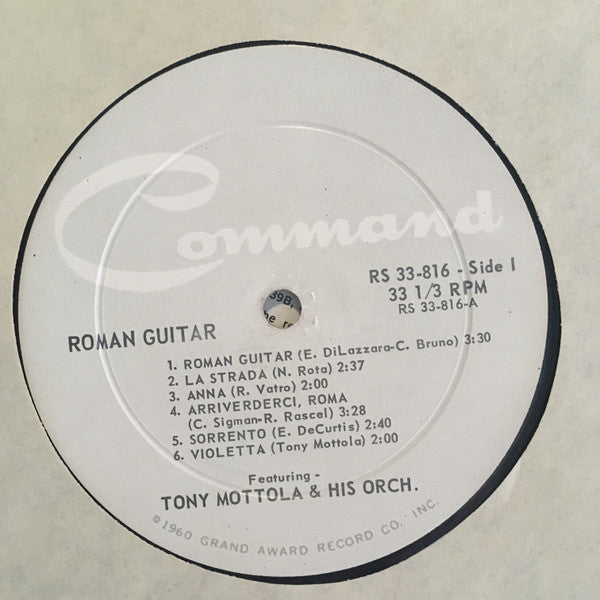 Command
RS 33-816 - Side 1
33 1/3 RPM
RS 33-816-A
39B,
ROMAN GUITAR
1. ROMAN GUITAR (E. DiLazzara-C. Bruno) 3:30
2. LA STRADA (N. Rota) 2:37
3. ANNA (R. Vatro) 2:00
4. ARRIVERDERCI, ROMA
(C. Sigman-R. Rascel) 3:28
5. SORRENTO (E. DeCurtis) 2:40
6. VIOLETTA (Tony Mottola) 2:00
Featuring -
TONY MOTTOLA & HIS ORCH.
©1960 GRAND AWARD RECORD CO. INC.